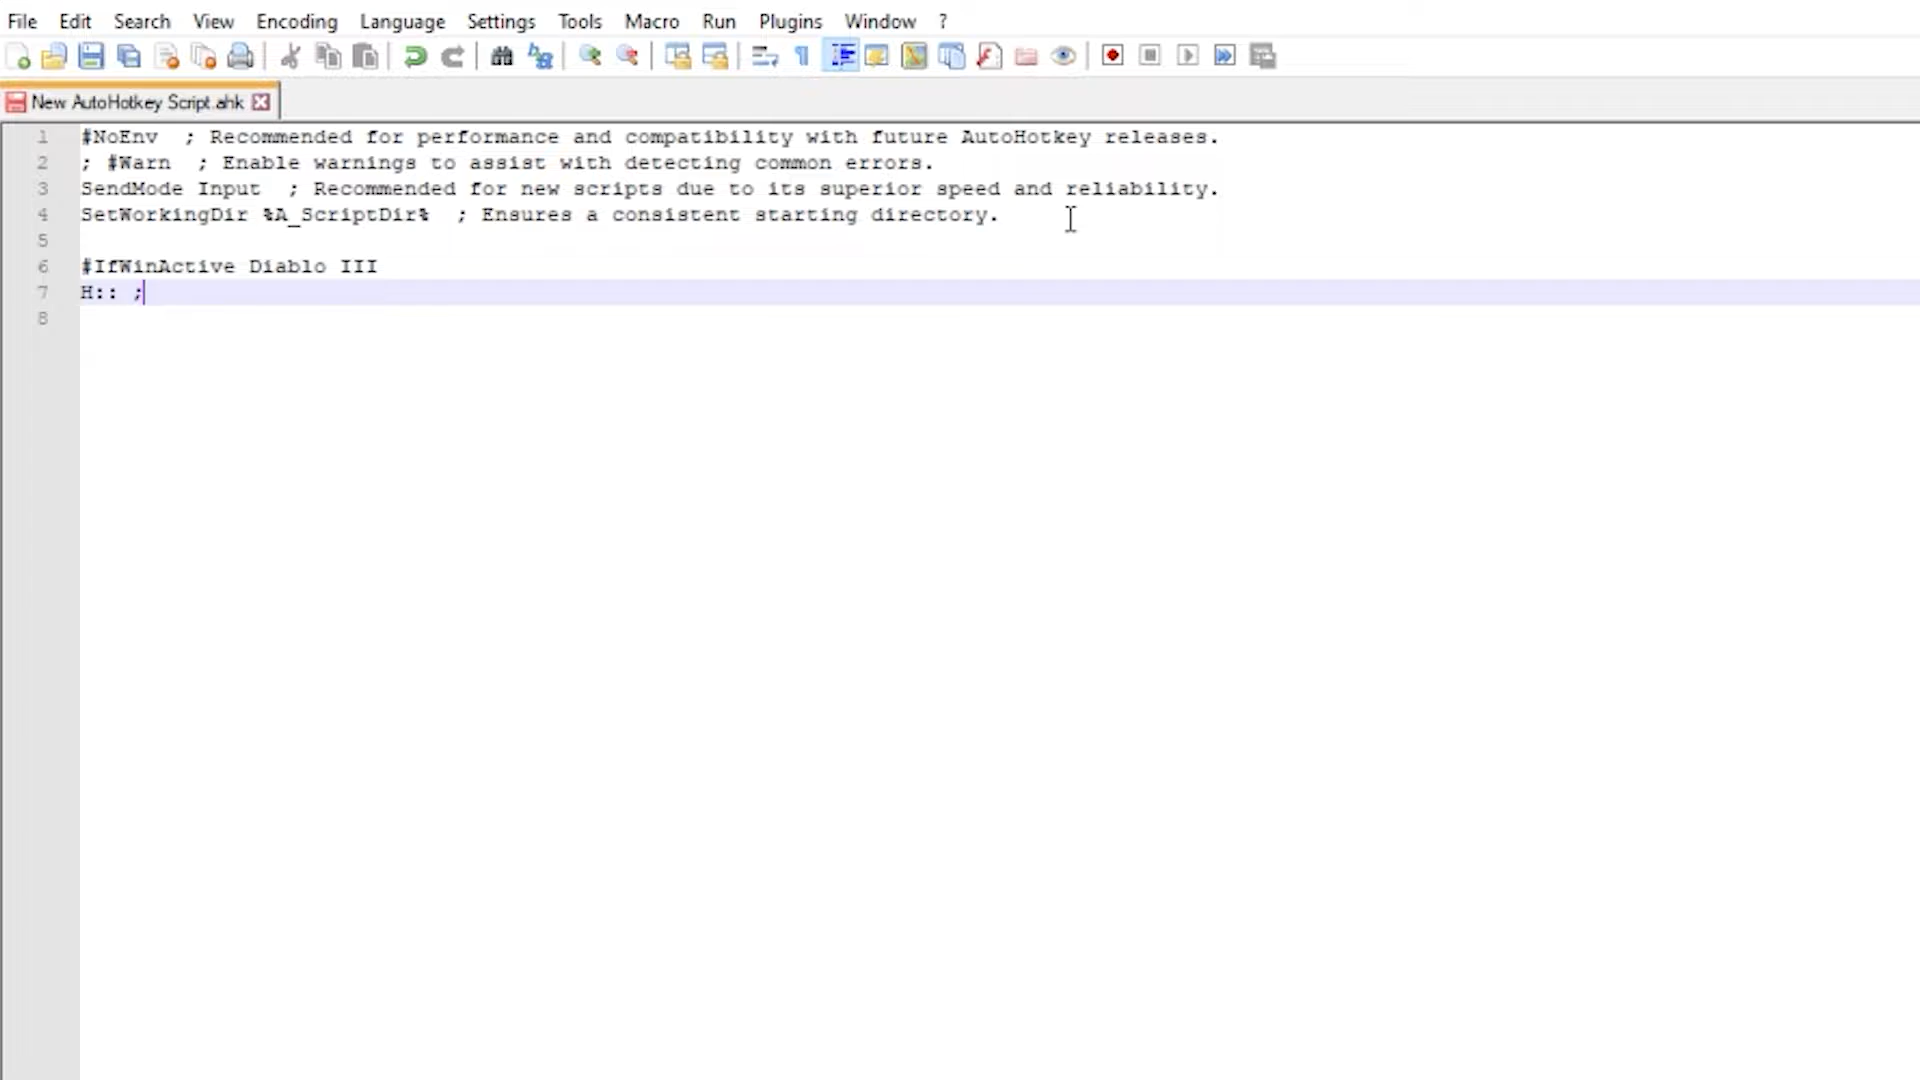 File Edit Search View Encoding Language Settings Tools Macro Run Plugins Window ?
New AutoHotkey Script.ahk
1 #NoEnv  ; Recommended for performance and compatibility with future AutoHotkey releases.
2 ; #Warn  ; Enable warnings to assist with detecting common errors.
3 SendMode Input  ; Recommended for new scripts due to its superior speed and reliability.
4 SetWorkingDir %A_ScriptDir%  ; Ensures a consistent starting directory.
5
6 #IfWinActive Diablo III
7 H:: ;
8